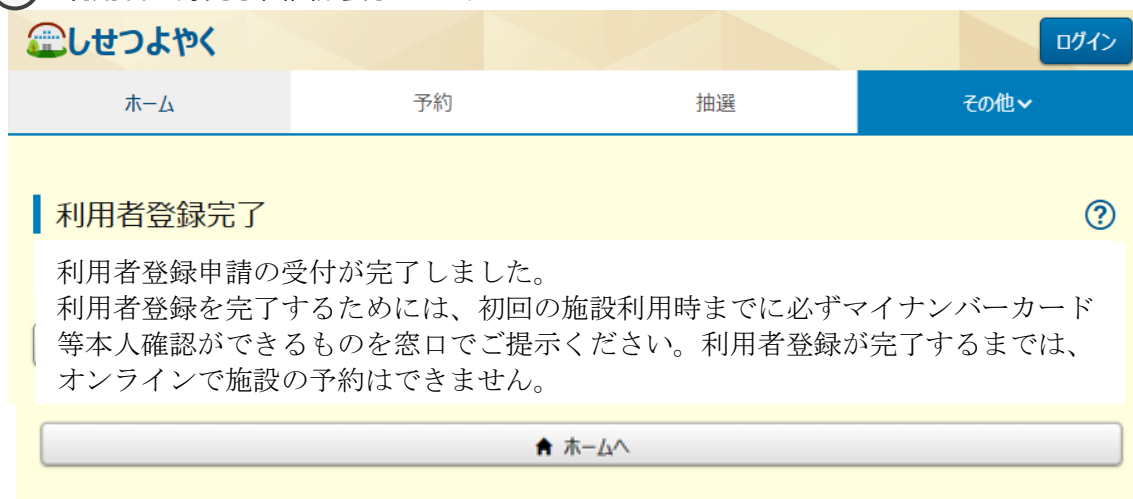 しせつよやく
ログイン
ホーム
予約
抽選
その他
利用者登録完了
?
利用者登録申請の受付が完了しました。
利用者登録を完了するためには、初回の施設利用時までに必ずマイナンバーカード
等本人確認ができるものを窓口でご提示ください。利用者登録が完了するまでは、
オンラインで施設の予約はできません。
ホームへ